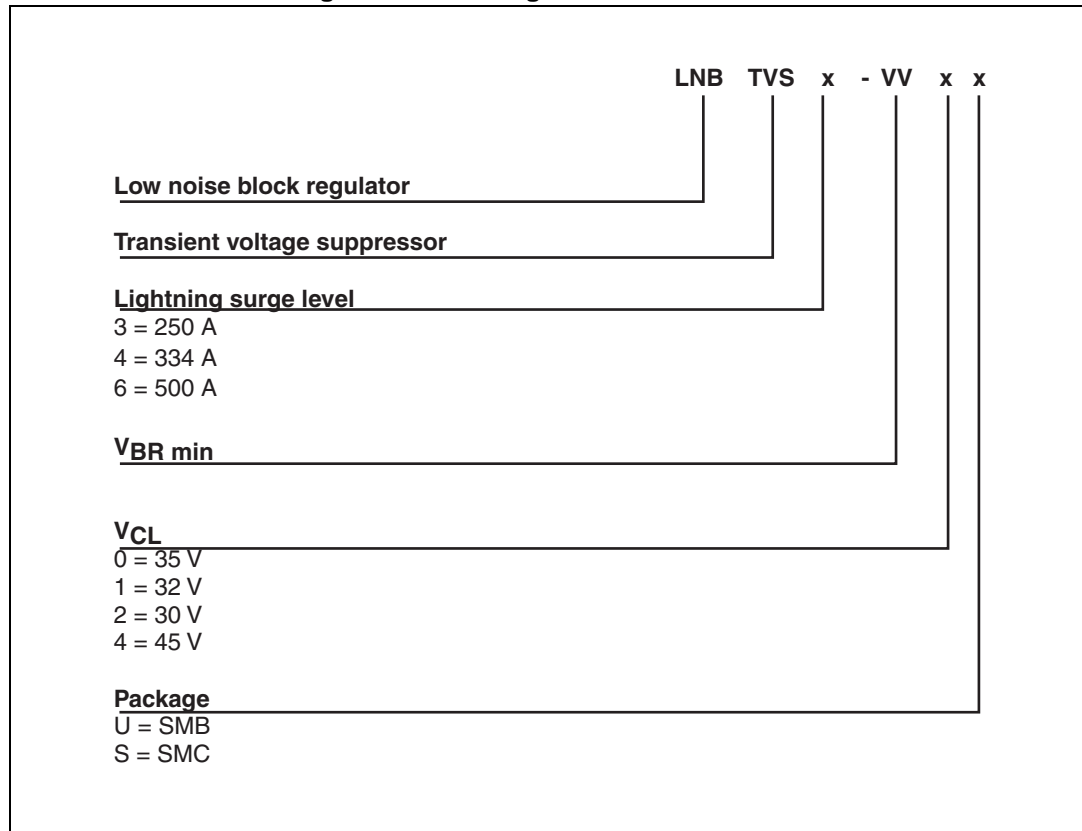 LNB TVS x - VV x x
Low noise block regulator
Transient voltage suppressor
Lightning surge level
3 = 250 A
4 = 334 A
6 = 500 A
VBR min
VCL
0 = 35 V
1 = 32 V
2 = 30 V
4 = 45 V
Package
U = SMB
S = SMC